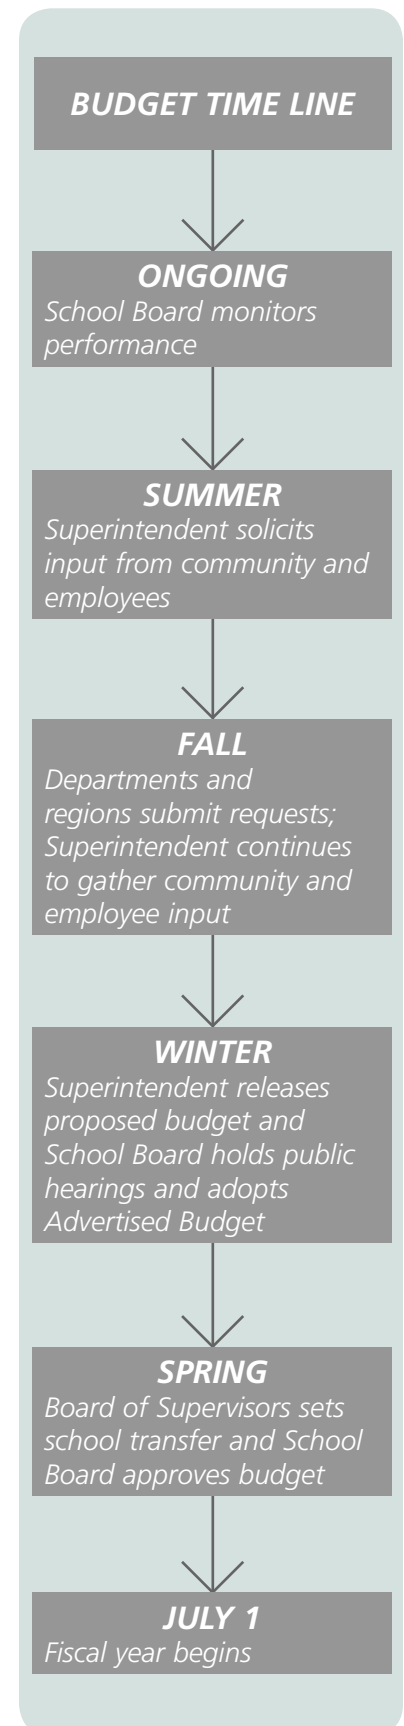 BUDGET TIME LINE
ONGOING
School Board monitors
performance
SUMMER
Superintendent solicits
input from community and
employees
FALL
Departments and
regions submit requests;
Superintendent continues
to gather community and
employee input
WINTER
Superintendent releases
proposed budget and
School Board holds public
hearings and adopts
Advertised Budget
SPRING
Board of Supervisors sets
school transfer and School
Board approves budget
JULY 1
Fiscal year begins